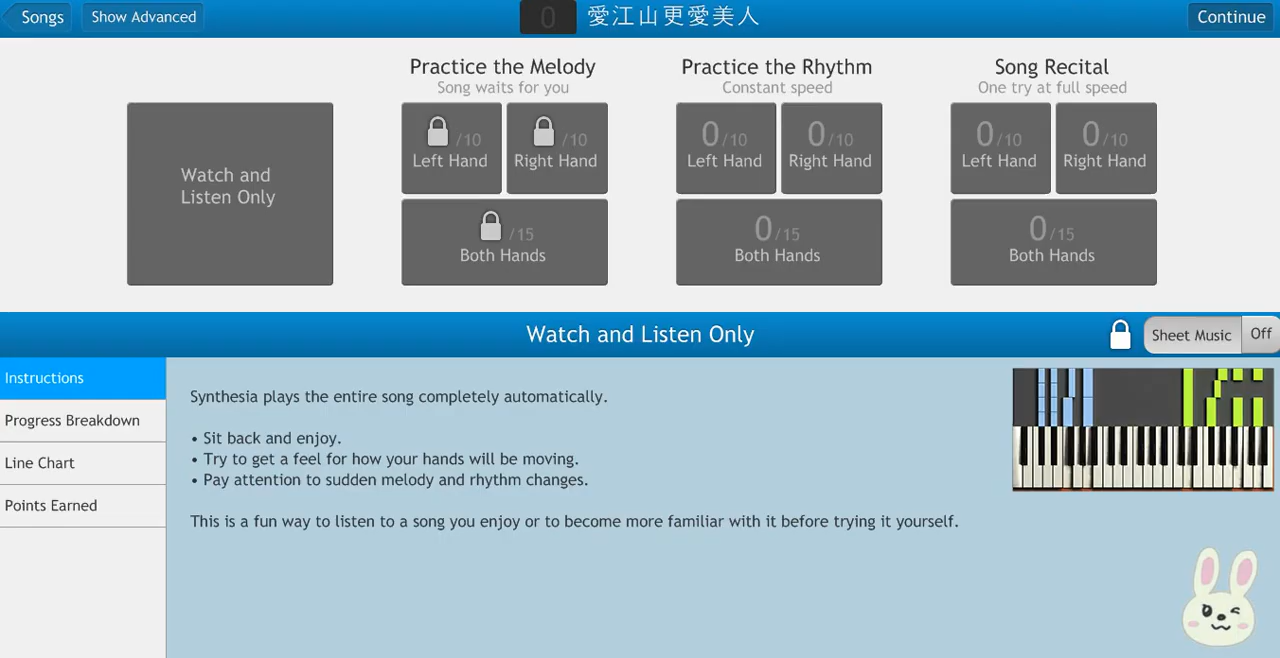 Songs
Show Advanced
0
愛江山更愛美人
Continue
Watch and
Listen Only
Practice the Melody
Song waits for you
/10
Left Hand
/10
Right Hand
/15
Both Hands
Practice the Rhythm
Constant speed
0/10
Left Hand
0/10
Right Hand
0/15
Both Hands
Song Recital
One try at full speed
0/10
Left Hand
0/10
Right Hand
0/15
Both Hands
Watch and Listen Only
Sheet Music
Off
Instructions
Progress Breakdown
Line Chart
Points Earned
Synthesia plays the entire song completely automatically.
• Sit back and enjoy.
• Try to get a feel for how your hands will be moving.
• Pay attention to sudden melody and rhythm changes.
This is a fun way to listen to a song you enjoy or to become more familiar with it before trying it yourself.